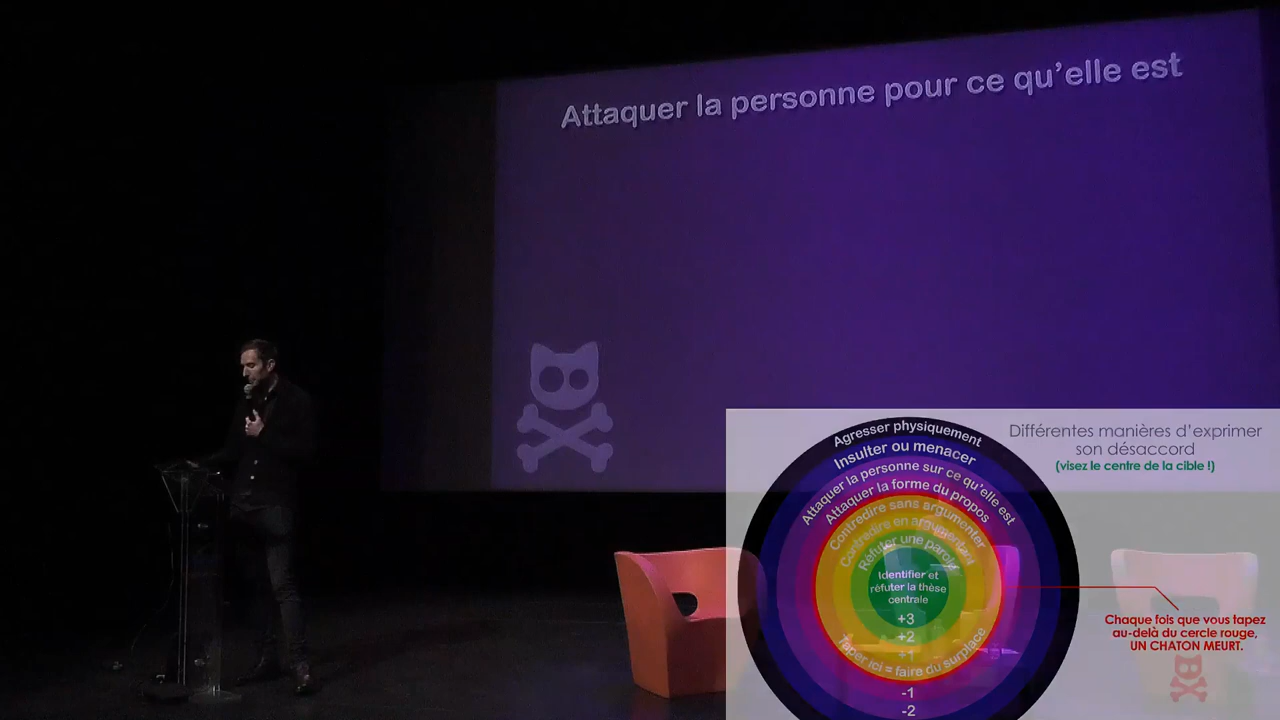 Attaquer la personne pour ce qu'elle est
Différentes manières d'exprimer
son désaccord
(visez le centre de la cible !)
Agresser physiquement
Insulter ou menacer
Attaquer la personne sur ce qu'elle est
Attaquer la forme du propos
Contredire sans argumenter
Contredire en argumentant
Réfuter une parole
Identifier et
réfuter la thèse
centrale
+3
+2
+1
Taper ici = faire du surplace
-1
-2
Chaque fois que vous tapez
au-delà du cercle rouge,
UN CHATON MEURT.